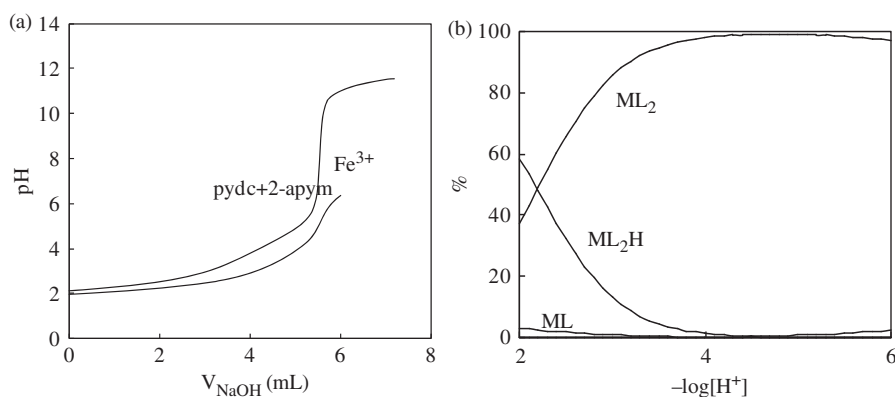 (a)
14
12
10
8
6
4
2
0
pH
Fe³⁺
pydc+2-apym
0 2 4 6 8
V_NaOH (mL)
(b)
100
80
60
40
20
0
%
ML₂
ML₂H
ML
2 4 6
–log[H⁺]